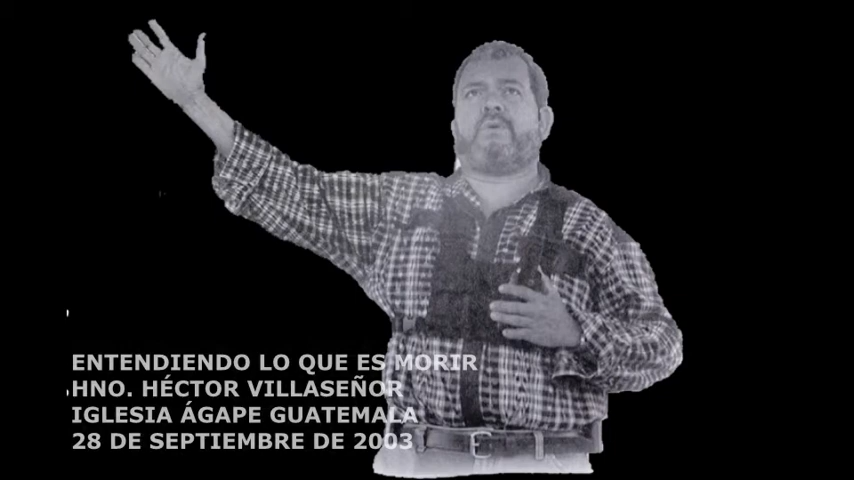 ENTENDIENDO LO QUE ES MORIR
HNO. HÉCTOR VILLASEÑOR
IGLESIA ÁGAPE GUATEMALA
28 DE SEPTIEMBRE DE 2003